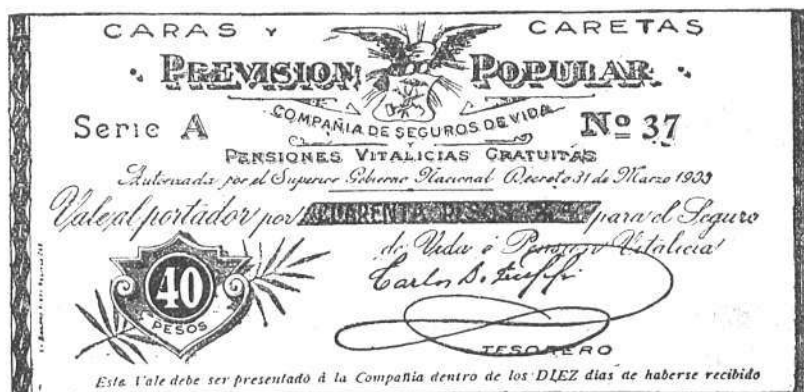 CARAS Y CARETAS
PREVISION POPULAR
COMPAÑIA DE SEGUROS DE VIDA
Serie A Nº 37
Y
PENSIONES VITALICIAS GRATUITAS
Autorizada por el Superior Gobierno Nacional Decreto 31 de Marzo 1903
Vale al portador por CUARENTA PESOS para el Seguro
de Vida ó Pension Vitalicia
40
PESOS
Carlos
TESORERO
Este Vale debe ser presentado á la Compañia dentro de los DIEZ dias de haberse recibido